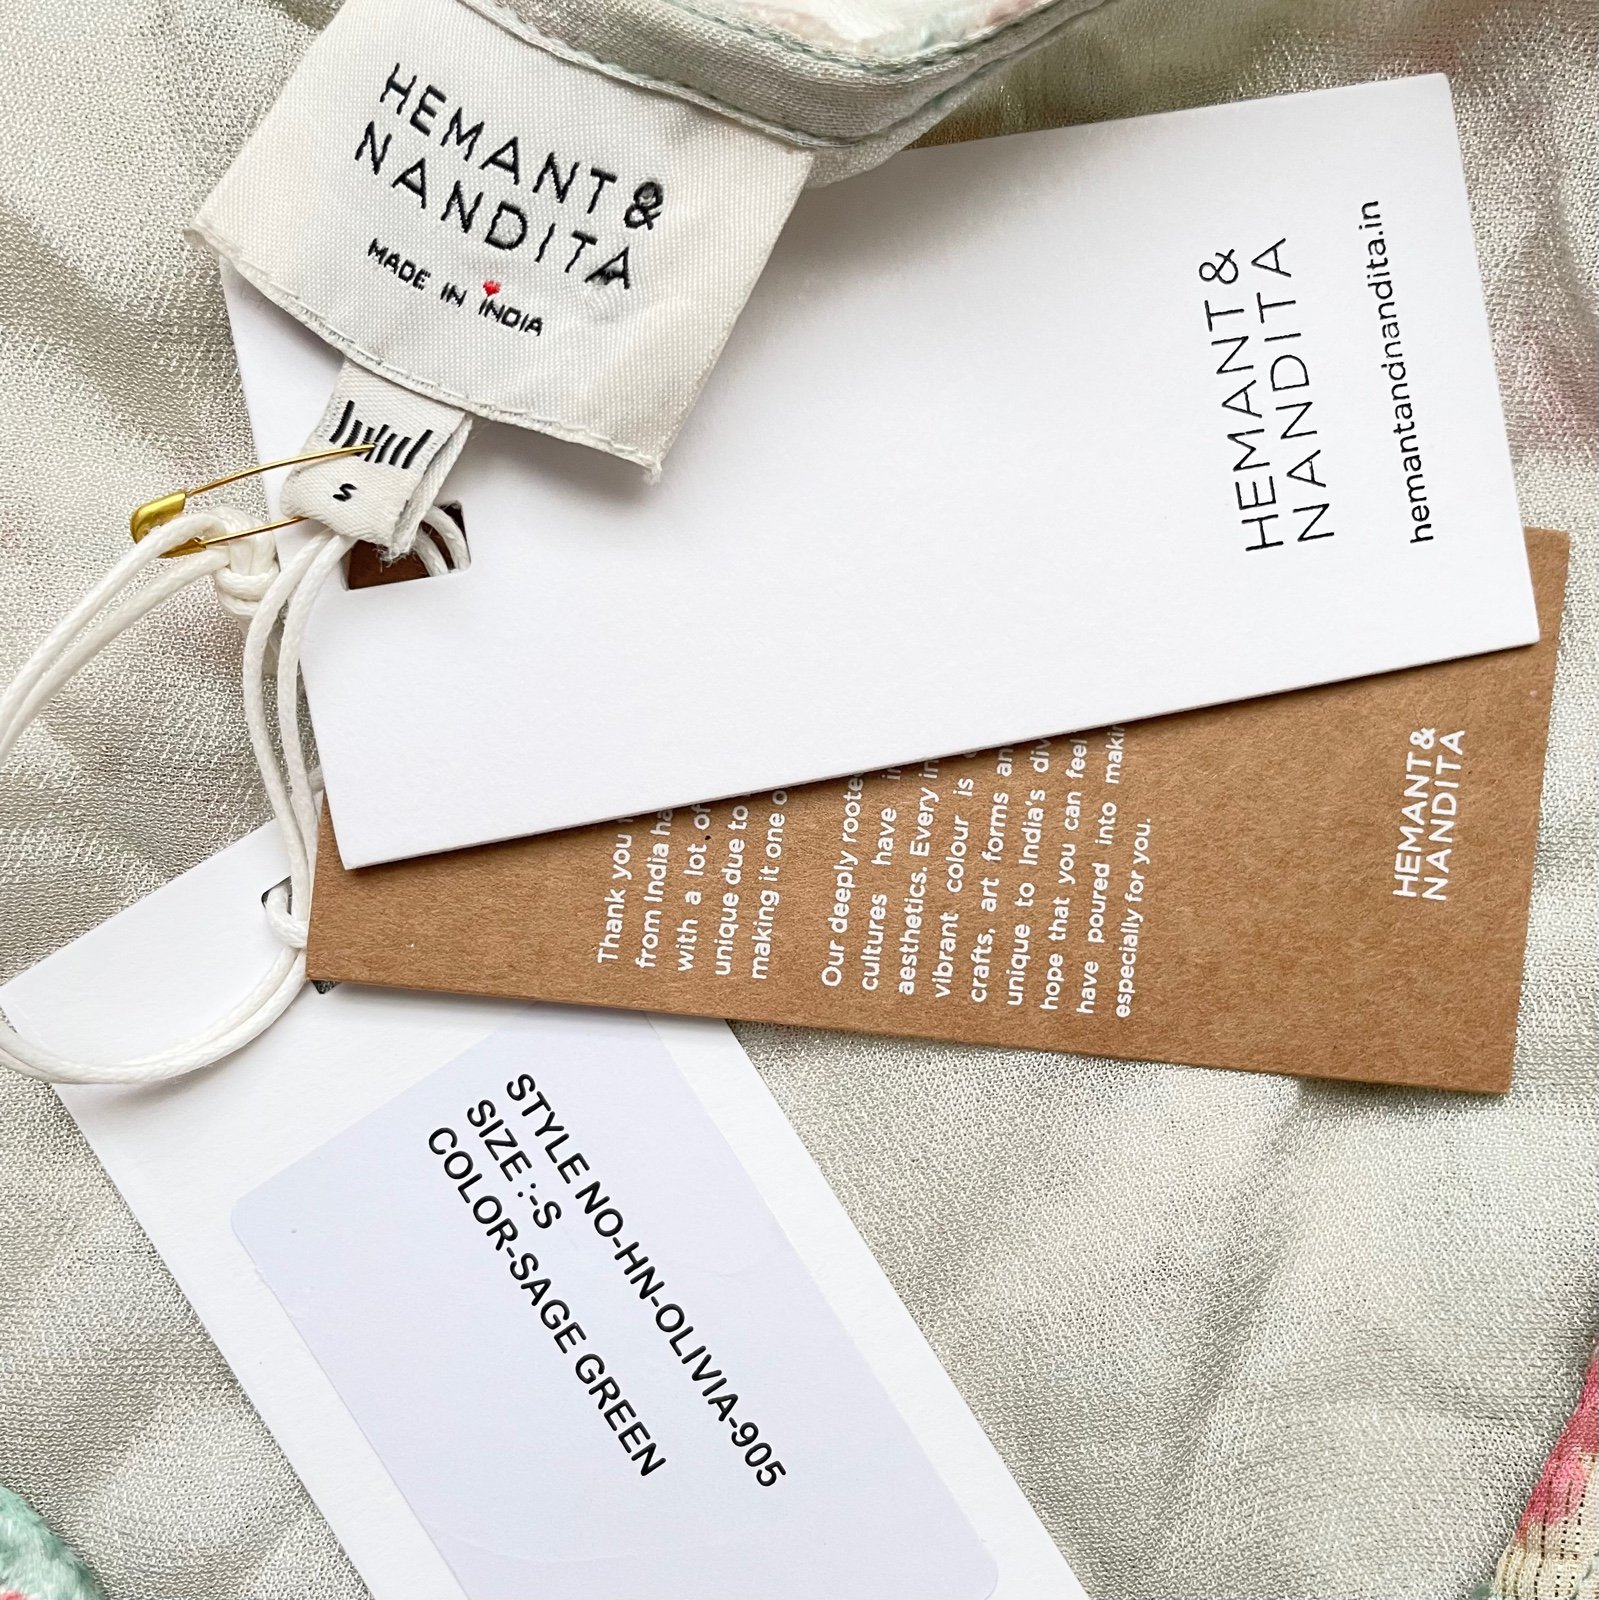 HEMANT &
NANDITA
MADE IN INDIA
S
HEMANT &
NANDITA
hemantandnandita.in
Thank you
from India
with a lot of
unique due to
making it one
Our deeply
cultures have
aesthetics. Every
vibrant colour is
crafts, art forms
unique to India's
hope that you can feel
have poured into
especially for you.
HEMANT &
NANDITA
STYLE NO-HN-OLIVIA-905
SIZE :-S
COLOR-SAGE GREEN